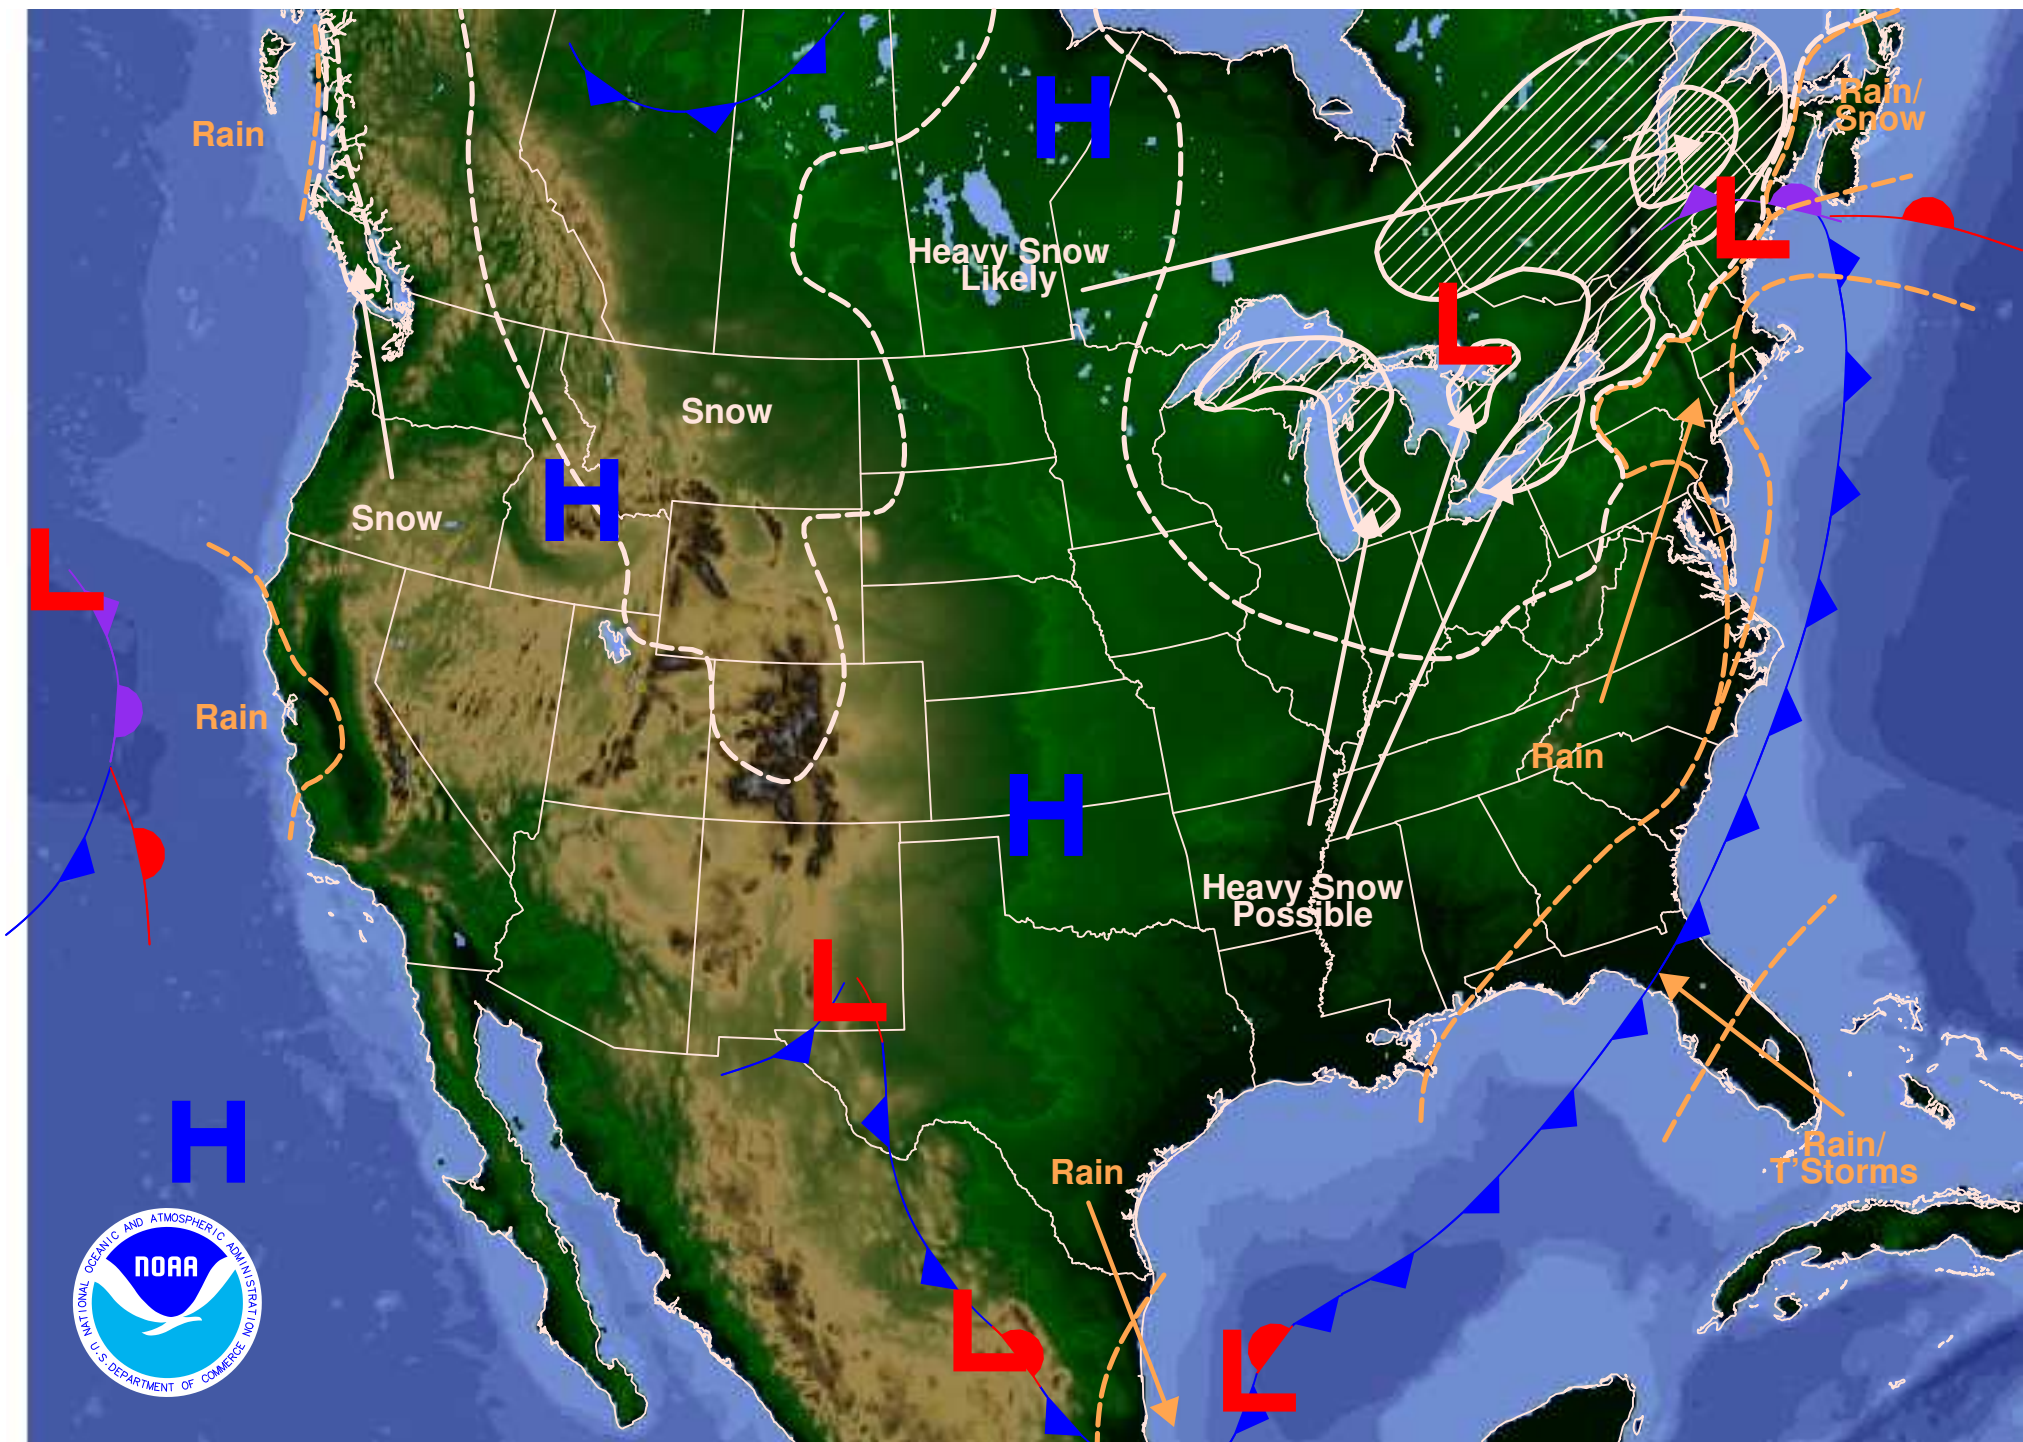 Rain/
Snow
Rain
H
L
Heavy Snow
Likely
L
Snow
H
Snow
L
Rain
Rain
H
Heavy Snow
Possible
L
H
Rain/
T'Storms
Rain
L
L
NATIONAL OCEANIC AND ATMOSPHERIC ADMINISTRATION
NOAA
U.S. DEPARTMENT OF COMMERCE
H